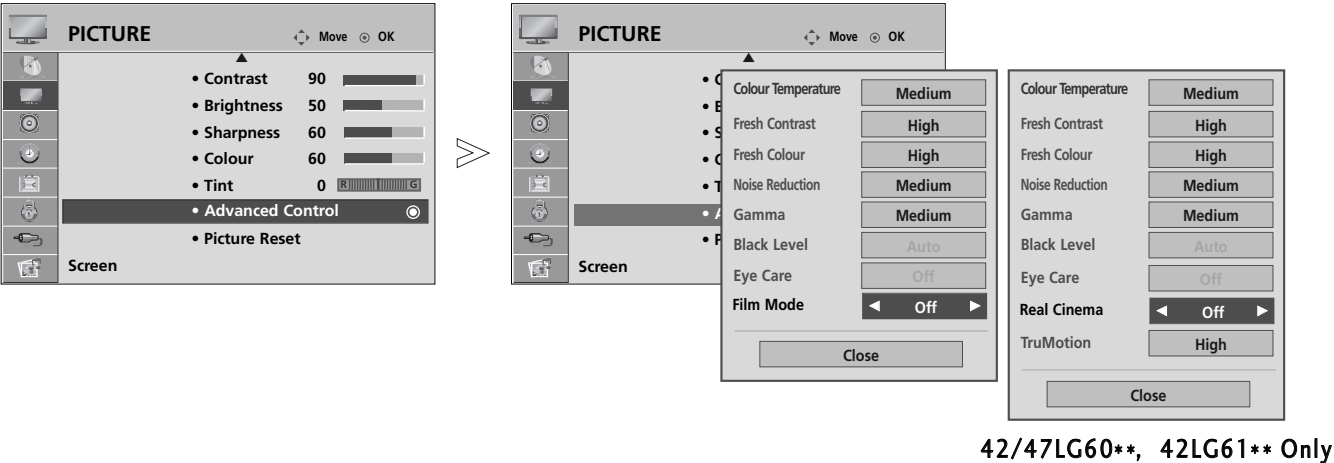 PICTURE
Move OK
• Contrast 90
• Brightness 50
• Sharpness 60
• Colour 60
• Tint 0 R G
• Advanced Control
• Picture Reset
Screen
PICTURE
Move OK
Screen
Colour Temperature Medium
Fresh Contrast High
Fresh Colour High
Noise Reduction Medium
Gamma Medium
Black Level Auto
Eye Care Off
Film Mode ◄ Off ►
Close
Colour Temperature Medium
Fresh Contrast High
Fresh Colour High
Noise Reduction Medium
Gamma Medium
Black Level Auto
Eye Care Off
Real Cinema ◄ Off ►
TruMotion High
Close
42/47LG60**, 42LG61** Only